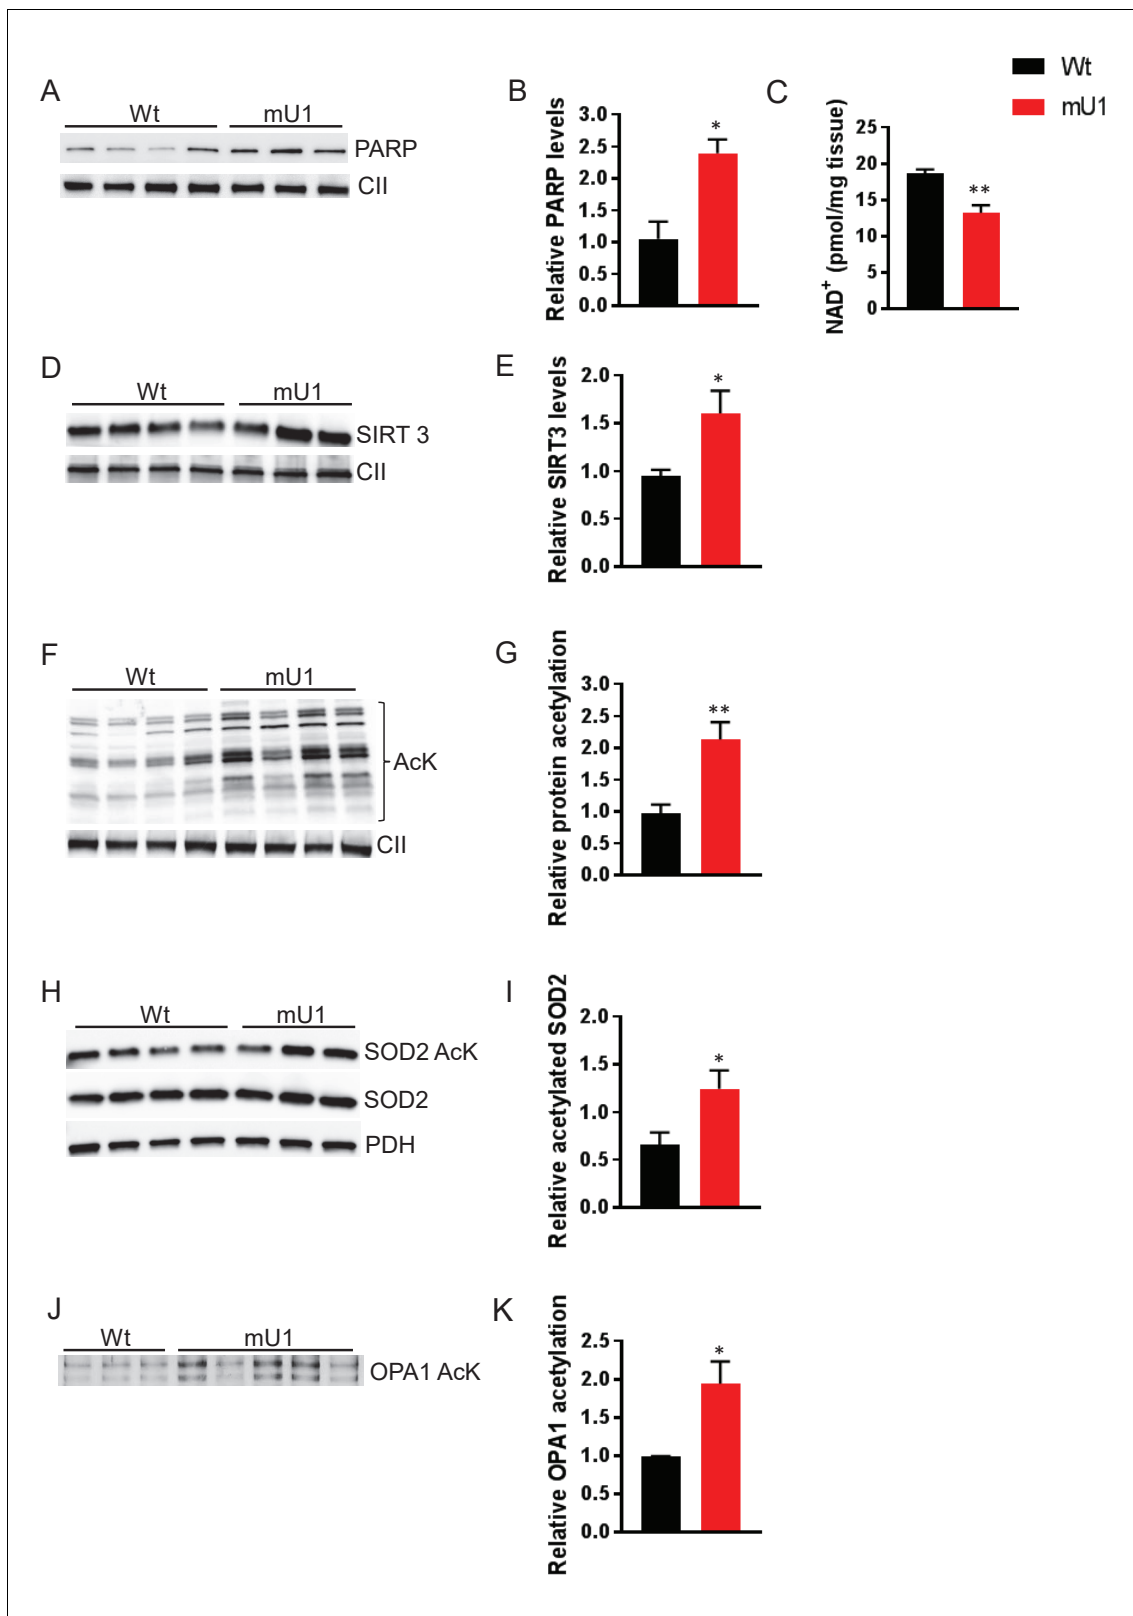 Wt
mU1
A
Wt mU1
PARP
CII
B
Relative PARP levels
3.0
2.5
2.0
1.5
1.0
0.5
0.0
*
C
NAD+ (pmol/mg tissue)
25
20
15
10
5
0
**
D
Wt mU1
SIRT 3
CII
E
Relative SIRT3 levels
2.0
1.5
1.0
0.5
0.0
*
F
Wt mU1
AcK
CII
G
Relative protein acetylation
3.0
2.5
2.0
1.5
1.0
0.5
0.0
**
H
Wt mU1
SOD2 AcK
SOD2
PDH
I
Relative acetylated SOD2
2.0
1.5
1.0
0.5
0.0
*
J
Wt mU1
OPA1 AcK
K
Relative OPA1 acetylation
2.5
2.0
1.5
1.0
0.5
0.0
*